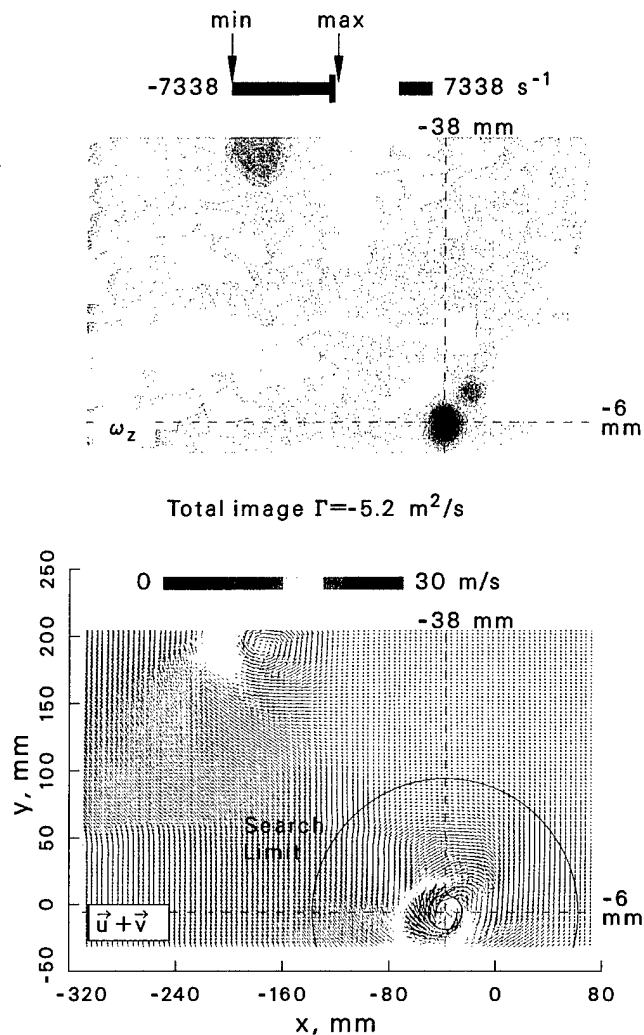 min max
-7338 7338 s⁻¹
-38 mm
-6
mm
ω_z
Total image Γ=-5.2 m²/s
0 30 m/s
-38 mm
250
200
150
100
50
0
-50
y, mm
Search
Limit
u⃗+v⃗
-6
mm
-320 -240 -160 -80 0 80
x, mm